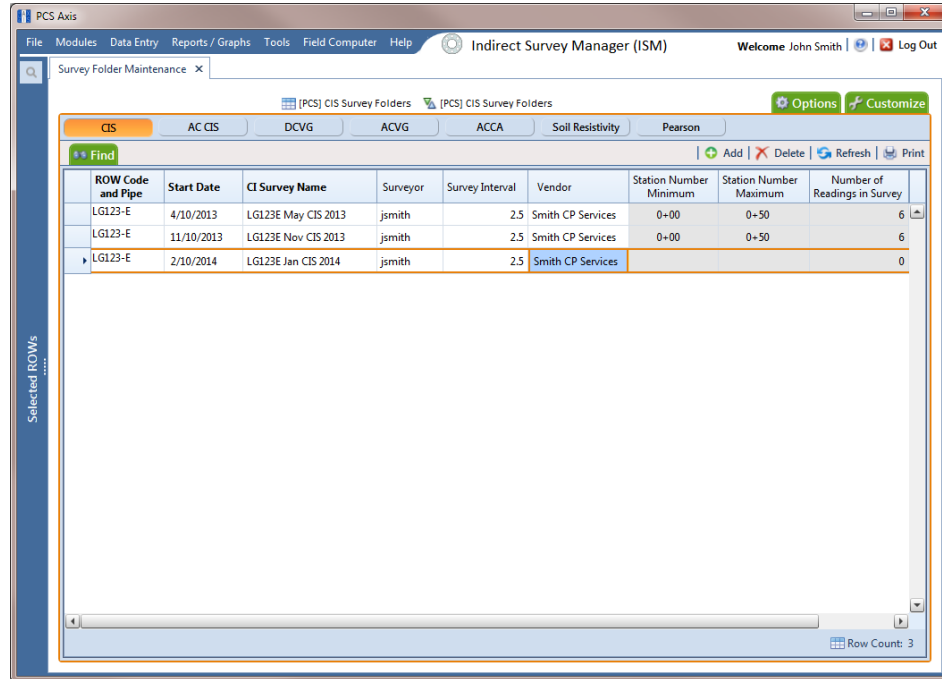 PCS Axis
File Modules Data Entry Reports / Graphs Tools Field Computer Help Indirect Survey Manager (ISM) Welcome John Smith Log Out
Survey Folder Maintenance X
[PCS] CIS Survey Folders [PCS] CIS Survey Folders Options Customize
CIS AC CIS DCVG ACVG ACCA Soil Resistivity Pearson
Find Add Delete Refresh Print
ROW Code and Pipe Start Date CI Survey Name Surveyor Survey Interval Vendor Station Number Minimum Station Number Maximum Number of Readings in Survey
LG123-E 4/10/2013 LG123E May CIS 2013 jsmith 2.5 Smith CP Services 0+00 0+50 6
LG123-E 11/10/2013 LG123E Nov CIS 2013 jsmith 2.5 Smith CP Services 0+00 0+50 6
LG123-E 2/10/2014 LG123E Jan CIS 2014 jsmith 2.5 Smith CP Services 0
Selected ROWs
Row Count: 3